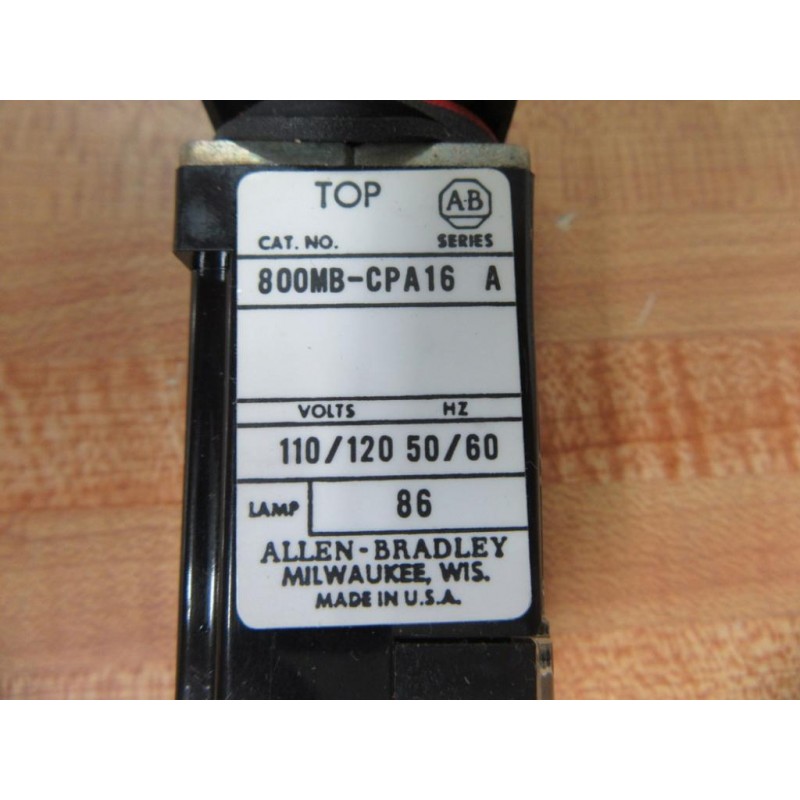 TOP
A-B
CAT. NO. SERIES
800MB-CPA16 A
VOLTS HZ
110/120 50/60
LAMP 86
ALLEN-BRADLEY
MILWAUKEE, WIS.
MADE IN U.S.A.